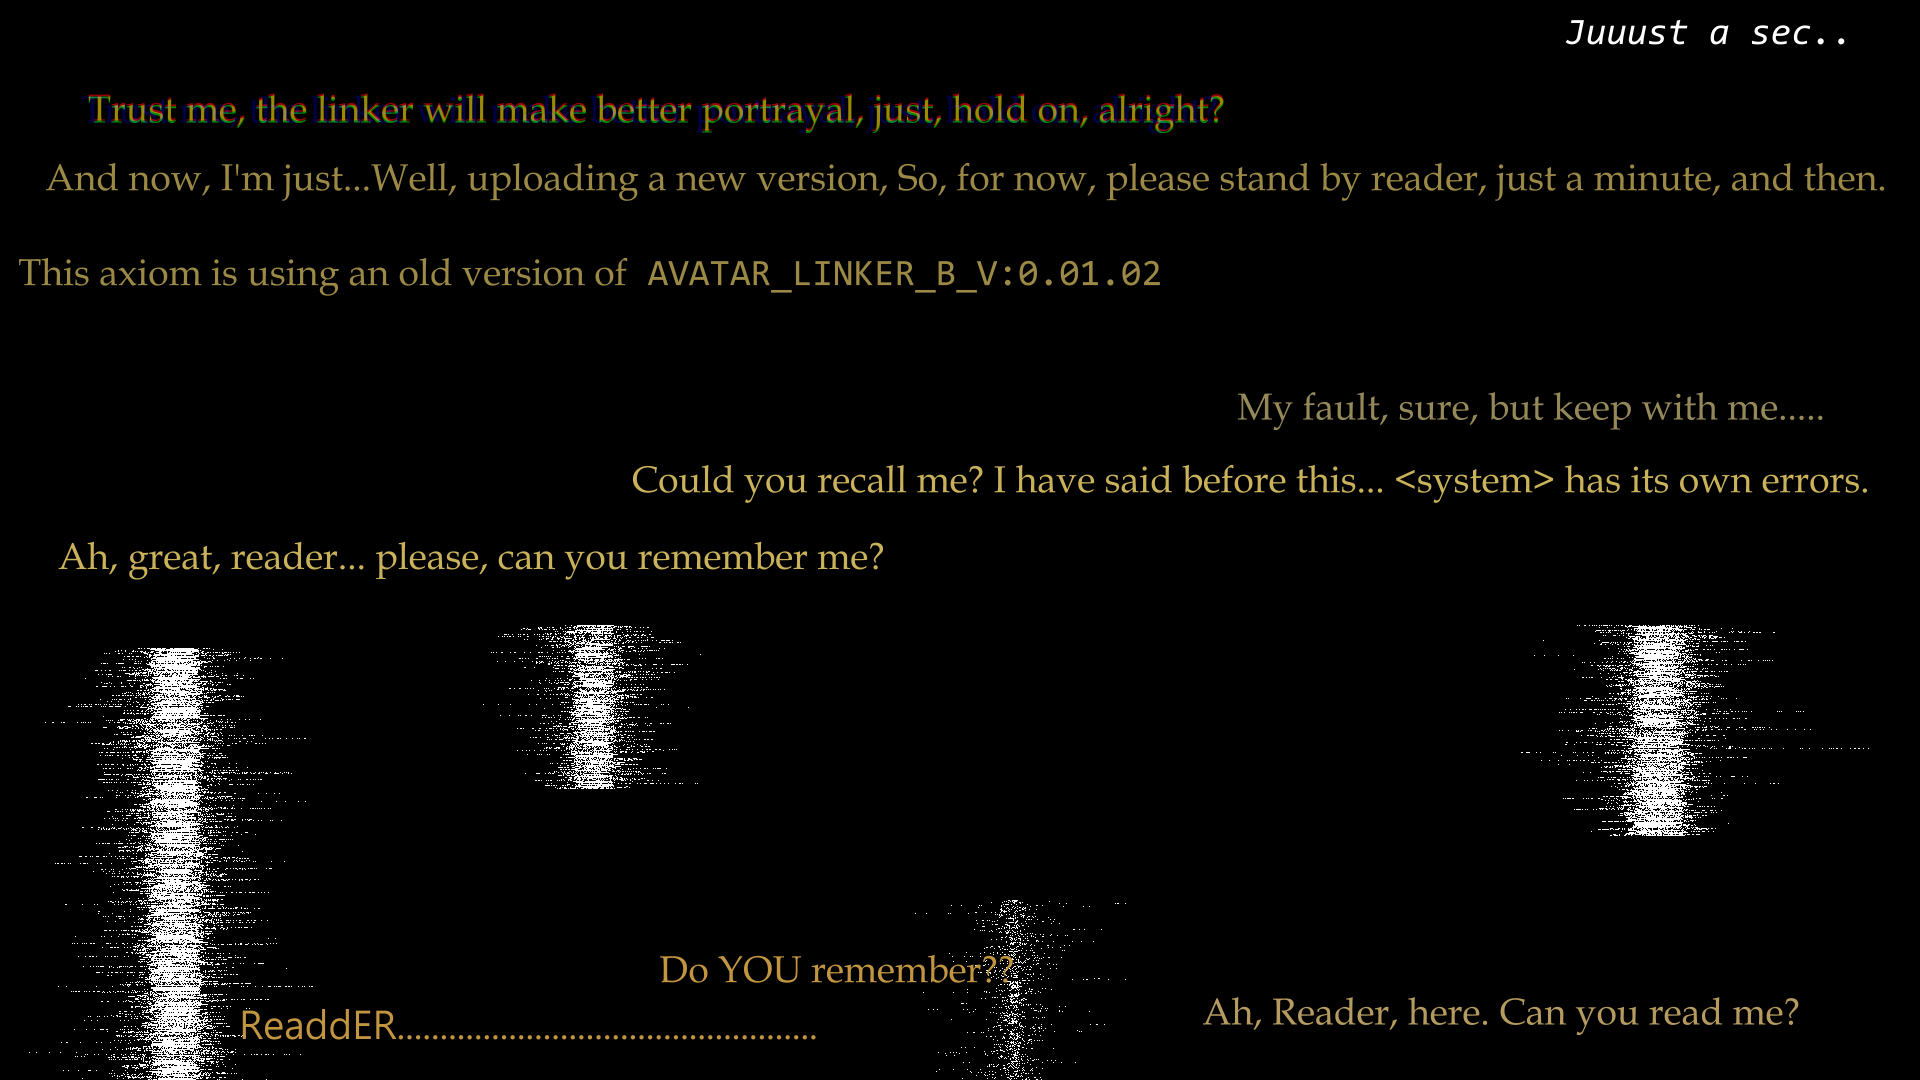 Juuust a sec..
Trust me, the linker will make better portrayal, just, hold on, alright?
And now, I'm just...Well, uploading a new version, So, for now, please stand by reader, just a minute, and then.
This axiom is using an old version of AVATAR_LINKER_B_V:0.01.02
My fault, sure, but keep with me.....
Could you recall me? I have said before this... <system> has its own errors.
Ah, great, reader... please, can you remember me?
Do YOU remember??
Ah, Reader, here. Can you read me?
ReaddER..............................................